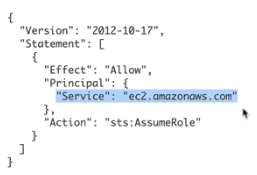 {
  "Version": "2012-10-17",
  "Statement": [
    {
      "Effect": "Allow",
      "Principal": {
        "Service": "ec2.amazonaws.com"
      },
      "Action": "sts:AssumeRole"
    }
  ]
}